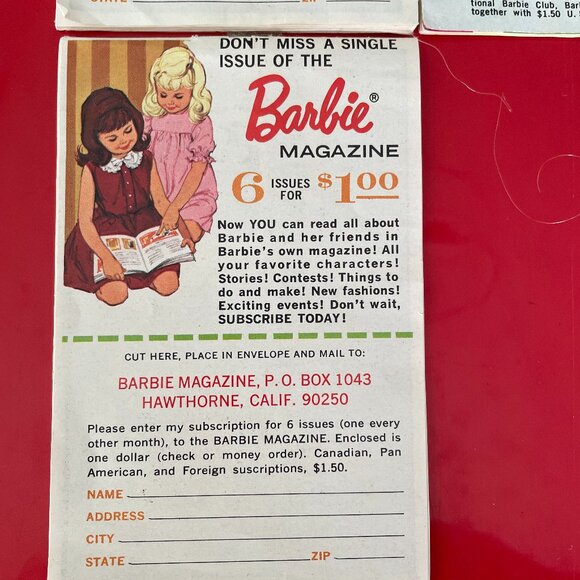 STATE ZIP
tional Barbie Club, Bar
together with $1.50 U. S
DON'T MISS A SINGLE
ISSUE OF THE
Barbie®
MAGAZINE
6 ISSUES FOR $1.00
Now YOU can read all about
Barbie and her friends in
Barbie's own magazine! All
your favorite characters!
Stories! Contests! Things to
do and make! New fashions!
Exciting events! Don't wait,
SUBSCRIBE TODAY!
CUT HERE, PLACE IN ENVELOPE AND MAIL TO:
BARBIE MAGAZINE, P. O. BOX 1043
HAWTHORNE, CALIF. 90250
Please enter my subscription for 6 issues (one every
other month), to the BARBIE MAGAZINE. Enclosed is
one dollar (check or money order). Canadian, Pan
American, and Foreign suscriptions, $1.50.
NAME
ADDRESS
CITY
STATE ZIP